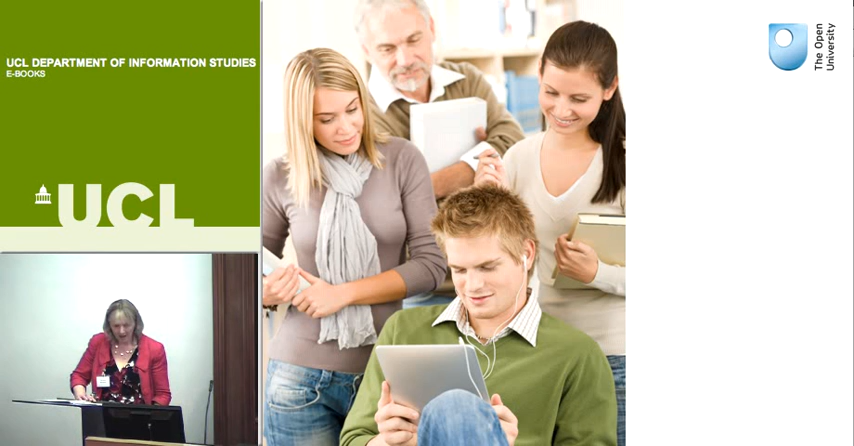 UCL DEPARTMENT OF INFORMATION STUDIES
E-BOOKS
UCL
The Open
University